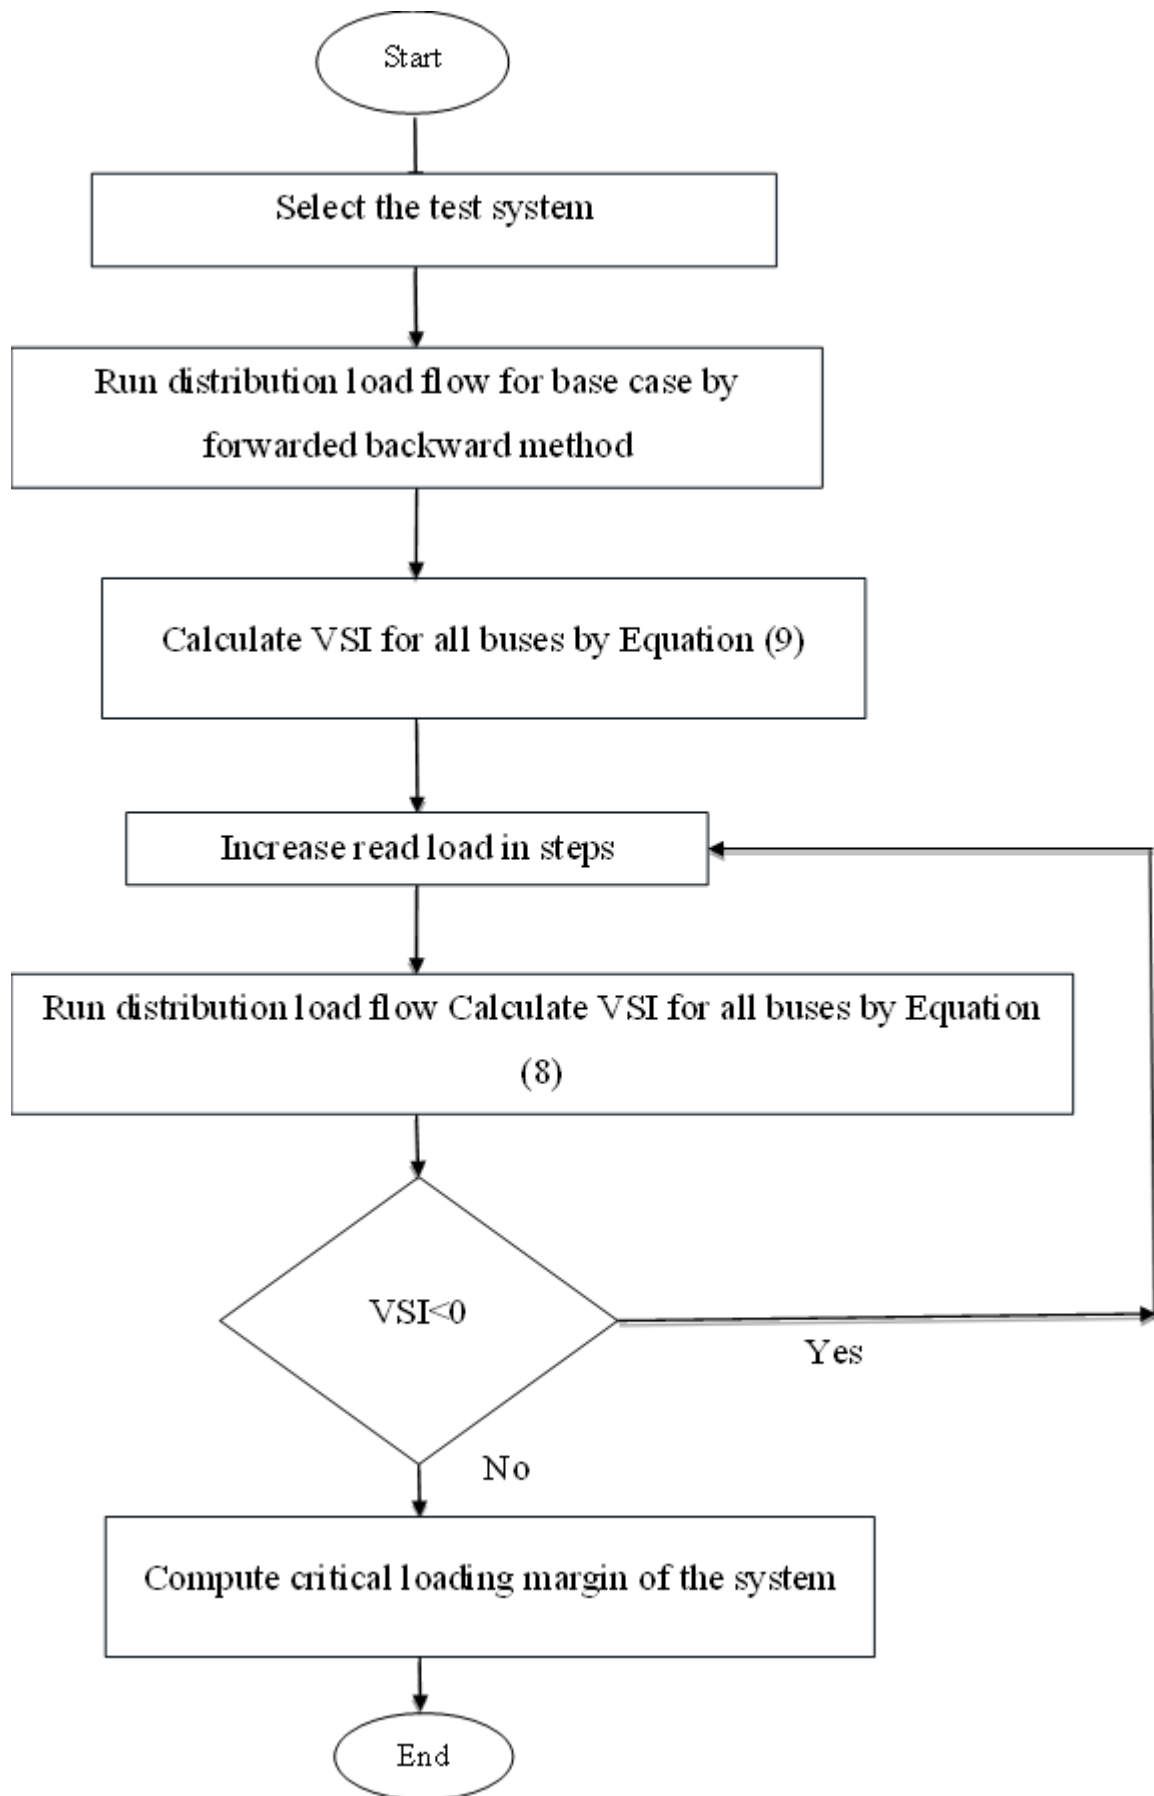 Start
Select the test system
Run distribution load flow for base case by
forwarded backward method
Calculate VSI for all buses by Equation (9)
Increase read load in steps
Run distribution load flow Calculate VSI for all buses by Equation
(8)
VSI<0
Yes
No
Compute critical loading margin of the system
End